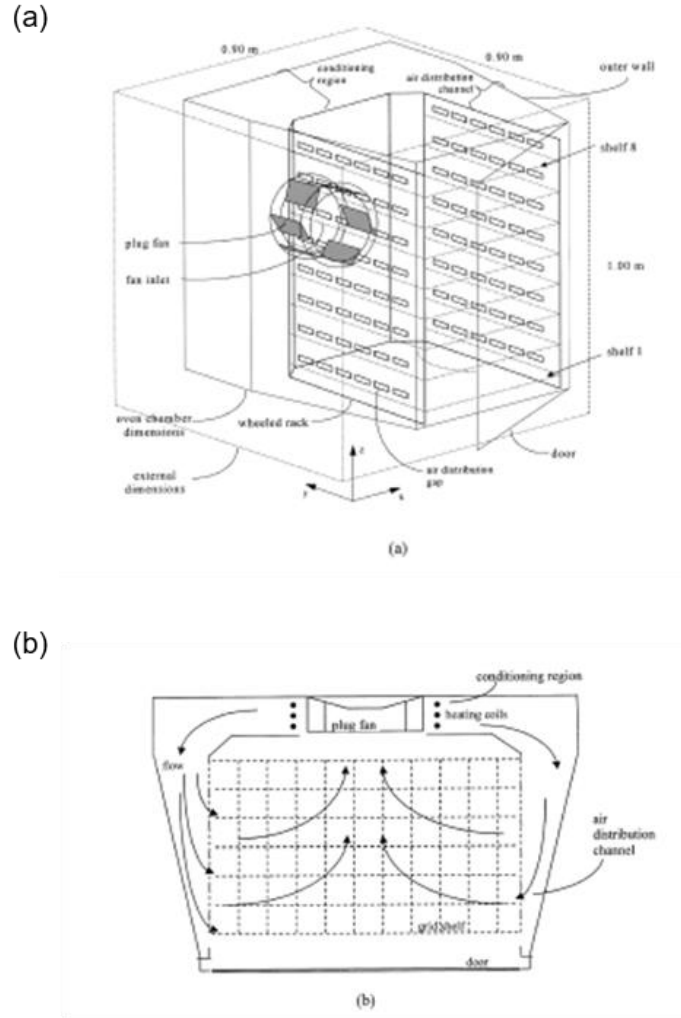 (a)
0.90 m
0.90 m
conditioning
region
air distribution
channel
outer wall
shelf 8
plug fan
fan inlet
1.00 m
shelf 1
oven chamber
dimensions
wheeled rack
door
external
dimensions
air distribution
gap
z
y
x
(a)
(b)
conditioning region
heating coils
plug fan
flow
air
distribution
channel
grid shelf
door
(b)